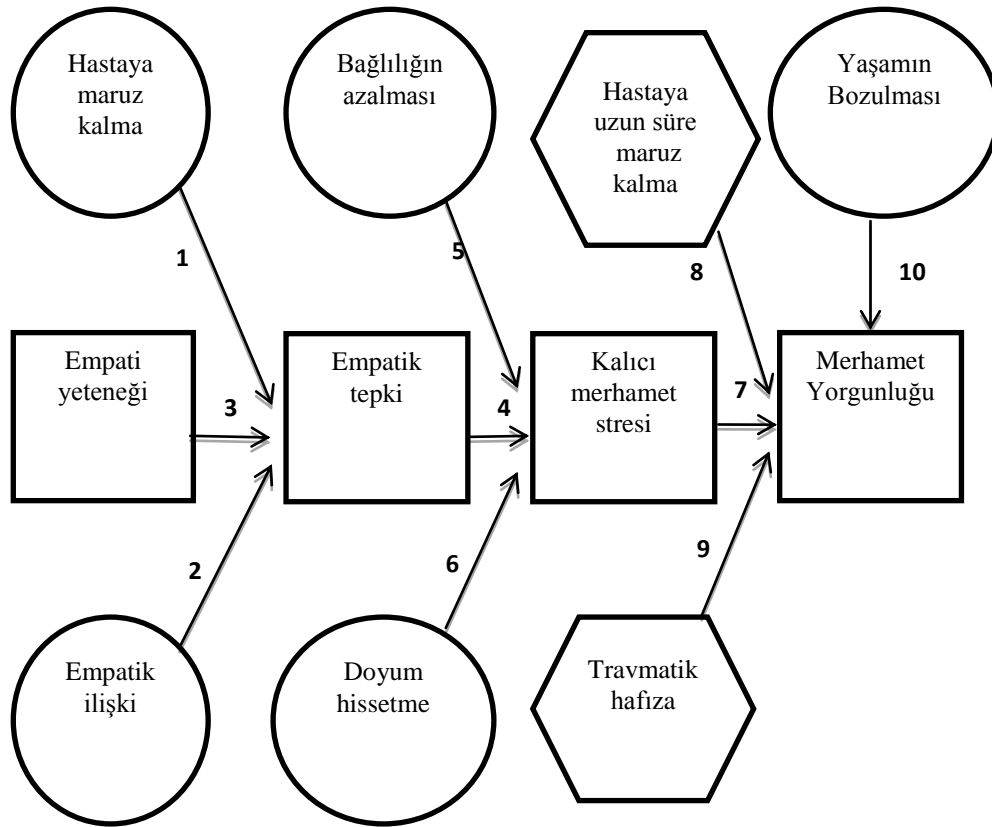 Hastaya
maruz
kalma
Bağlılığın
azalması
Hastaya
uzun süre
maruz
kalma
Yaşamın
Bozulması
1
5
8
10
Empati
yeteneği
3
Empatik
tepki
4
Kalıcı
merhamet
stresi
7
Merhamet
Yorgunluğu
2
6
9
Empatik
ilişki
Doyum
hissetme
Travmatik
hafıza